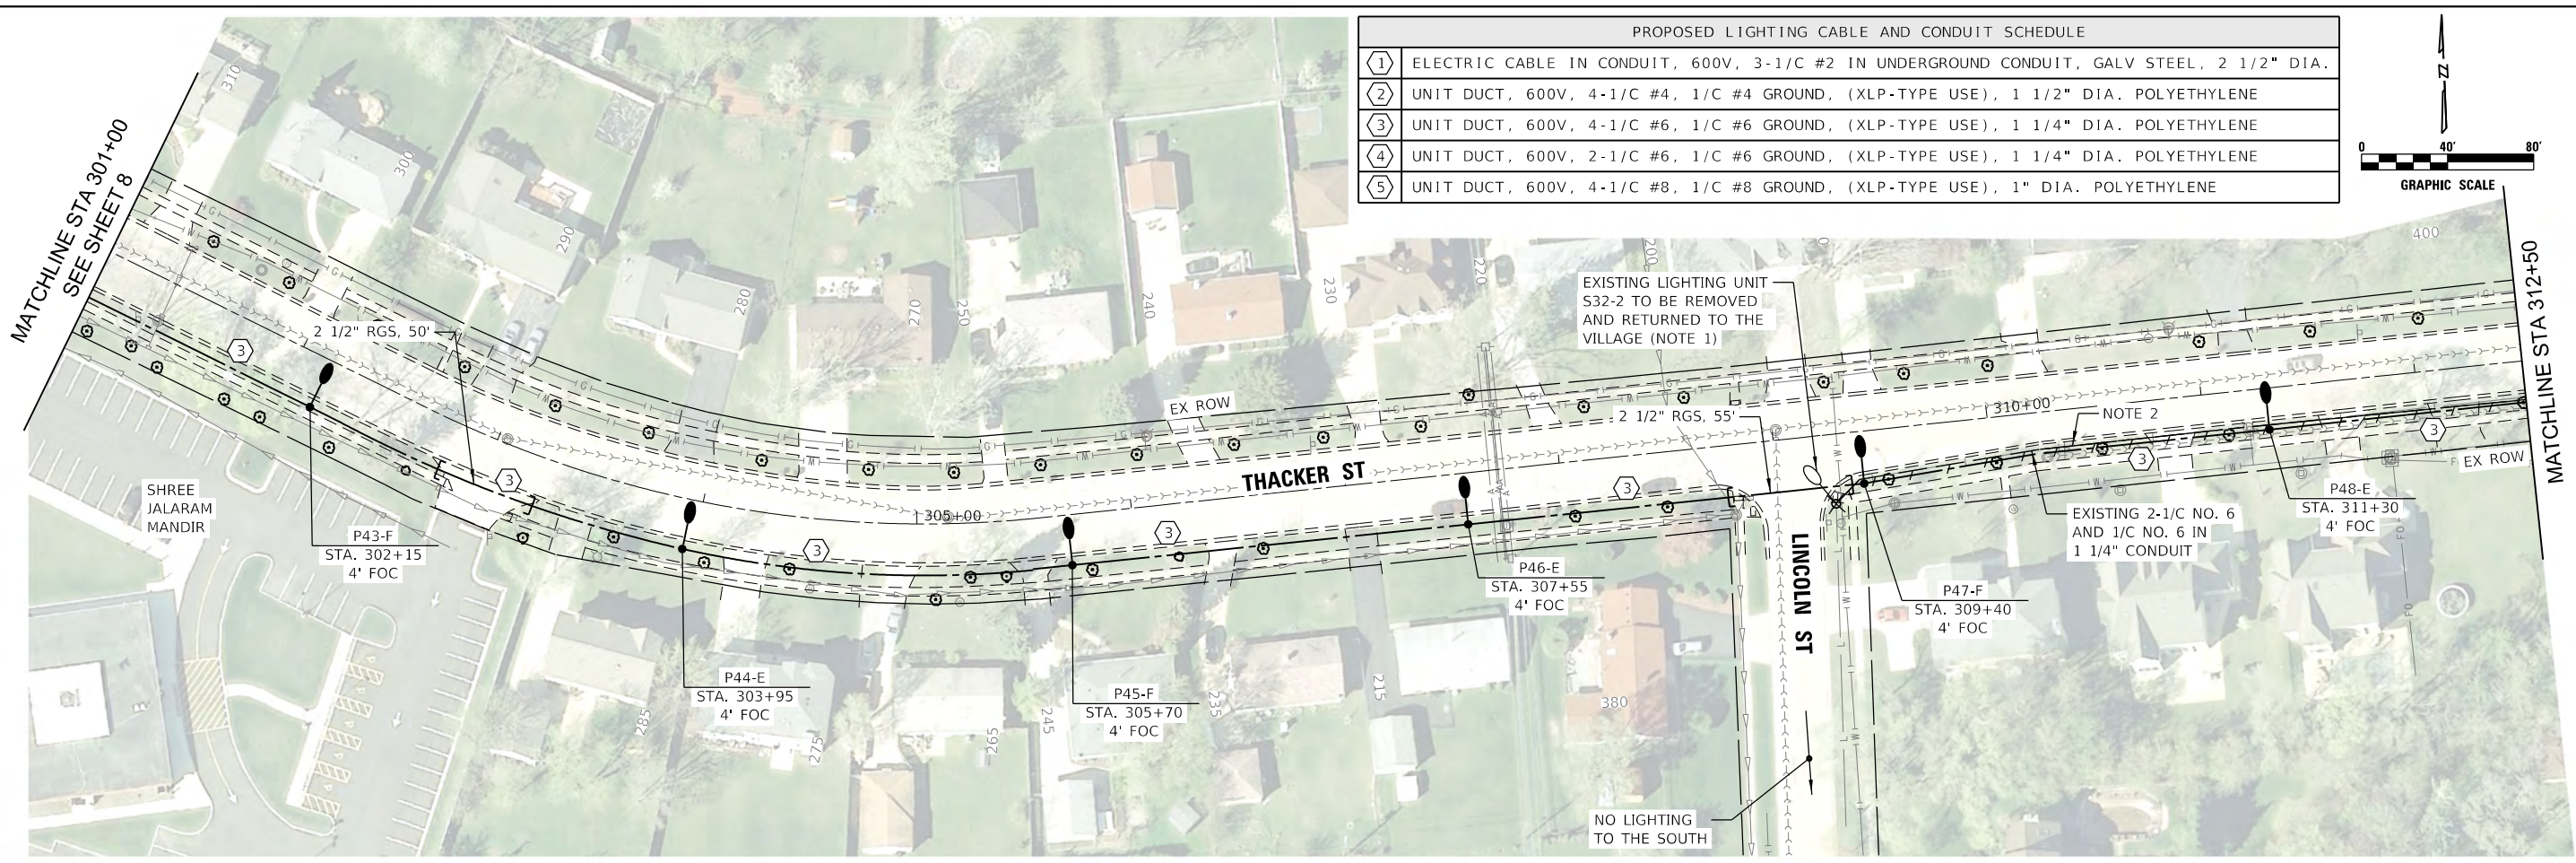 PROPOSED LIGHTING CABLE AND CONDUIT SCHEDULE
1 ELECTRIC CABLE IN CONDUIT, 600V, 3-1/C #2 IN UNDERGROUND CONDUIT, GALV STEEL, 2 1/2" DIA.
2 UNIT DUCT, 600V, 4-1/C #4, 1/C #4 GROUND, (XLP-TYPE USE), 1 1/2" DIA. POLYETHYLENE
3 UNIT DUCT, 600V, 4-1/C #6, 1/C #6 GROUND, (XLP-TYPE USE), 1 1/4" DIA. POLYETHYLENE
4 UNIT DUCT, 600V, 2-1/C #6, 1/C #6 GROUND, (XLP-TYPE USE), 1 1/4" DIA. POLYETHYLENE
5 UNIT DUCT, 600V, 4-1/C #8, 1/C #8 GROUND, (XLP-TYPE USE), 1" DIA. POLYETHYLENE
0 40' 80'
GRAPHIC SCALE
MATCHLINE STA 301+00
SEE SHEET 8
310
300
290
280
270
250
240
230
220
200
400
MATCHLINE STA 312+50
2 1/2" RGS, 50'
3
EXISTING LIGHTING UNIT
S32-2 TO BE REMOVED
AND RETURNED TO THE
VILLAGE (NOTE 1)
EX ROW
2 1/2" RGS, 55'
310+00
NOTE 2
THACKER ST
305+00
3
3
3
3
3
3
EX ROW
SHREE
JALARAM
MANDIR
P43-F
STA. 302+15
4' FOC
P44-E
STA. 303+95
4' FOC
P45-F
STA. 305+70
4' FOC
P46-E
STA. 307+55
4' FOC
P47-F
STA. 309+40
4' FOC
P48-E
STA. 311+30
4' FOC
EXISTING 2-1/C NO. 6
AND 1/C NO. 6 IN
1 1/4" CONDUIT
LINCOLN ST
285
275
265
245
235
215
380
NO LIGHTING
TO THE SOUTH